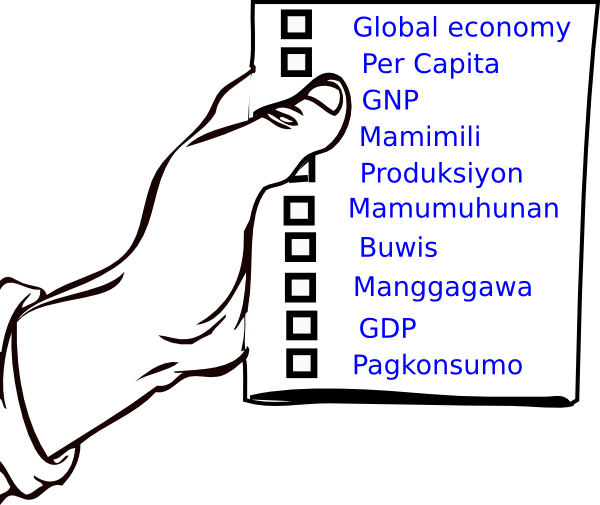 Global economy
Per Capita
GNP
Mamimili
Produksiyon
Mamumuhunan
Buwis
Manggagawa
GDP
Pagkonsumo